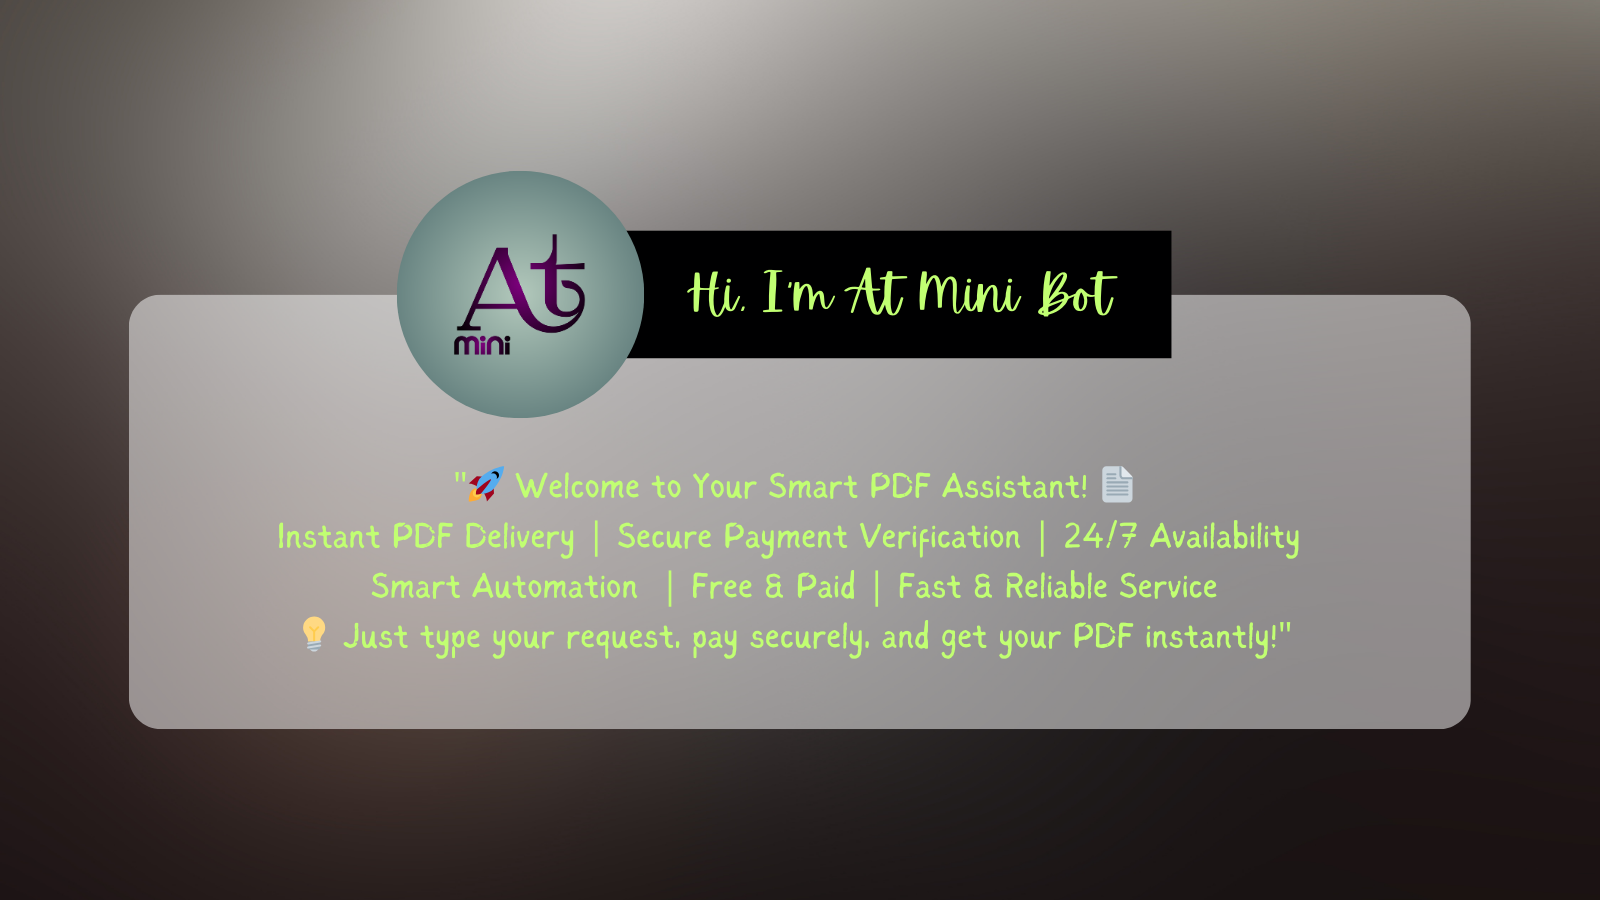 At
mini
Hi, I'm At Mini Bot
"🚀 Welcome to Your Smart PDF Assistant! 📄
Instant PDF Delivery | Secure Payment Verification | 24/7 Availability
Smart Automation | Free & Paid | Fast & Reliable Service
💡 Just type your request, pay securely, and get your PDF instantly!"